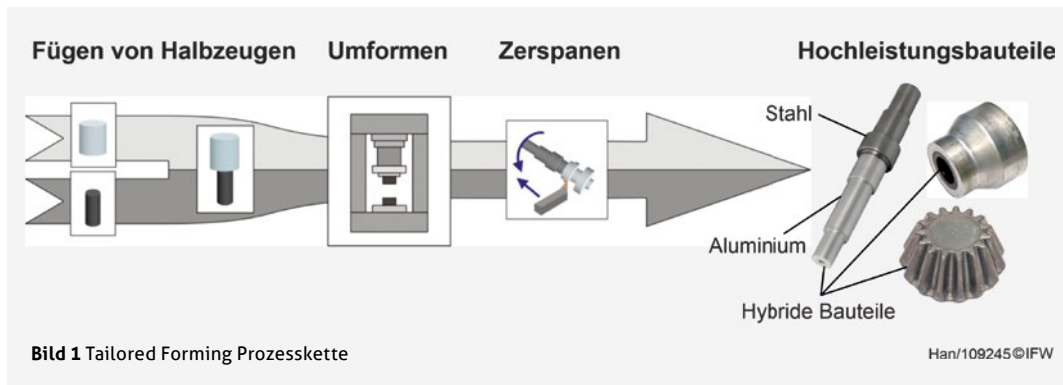 Fügen von Halbzeugen
Umformen
Zerspanen
Hochleistungsbauteile
Stahl
Aluminium
Hybride Bauteile
Bild 1 Tailored Forming Prozesskette
Han/109245©IFW